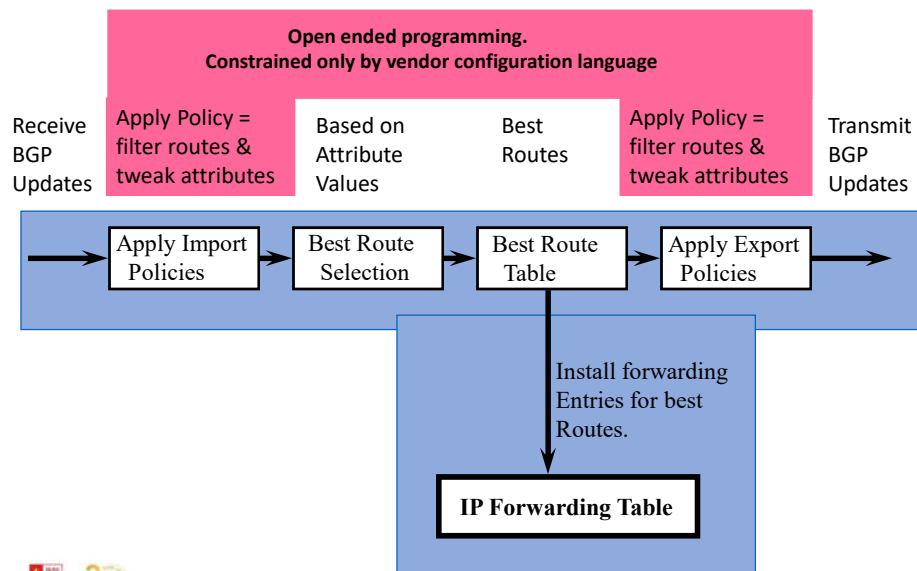 Open ended programming.
Constrained only by vendor configuration language
Receive
BGP
Updates
Apply Policy =
filter routes &
tweak attributes
Based on
Attribute
Values
Best
Routes
Apply Policy =
filter routes &
tweak attributes
Transmit
BGP
Updates
Apply Import
Policies
Best Route
Selection
Best Route
Table
Apply Export
Policies
Install forwarding
Entries for best
Routes.
IP Forwarding Table